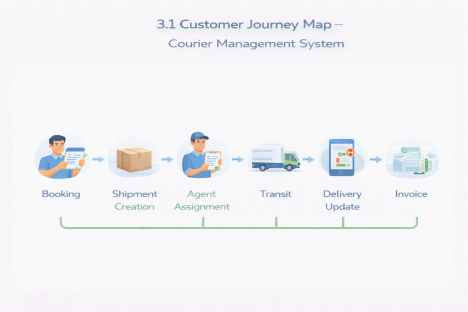 3.1 Customer Journey Map –
Courier Management System
Booking
Shipment
Creation
Agent
Assignment
Transit
Delivery
Update
Invoice